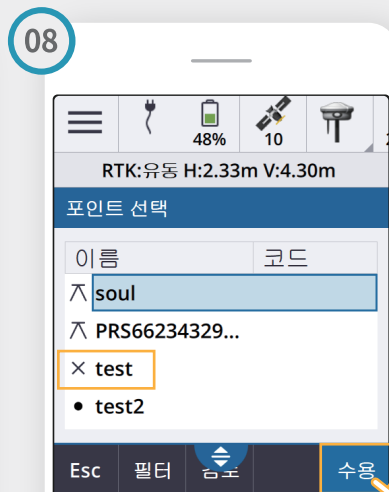 08
48%
10
RTK:유동 H:2.33m V:4.30m
포인트 선택
이름 코드
soul
PRS66234329...
test
test2
Esc 필터 수용